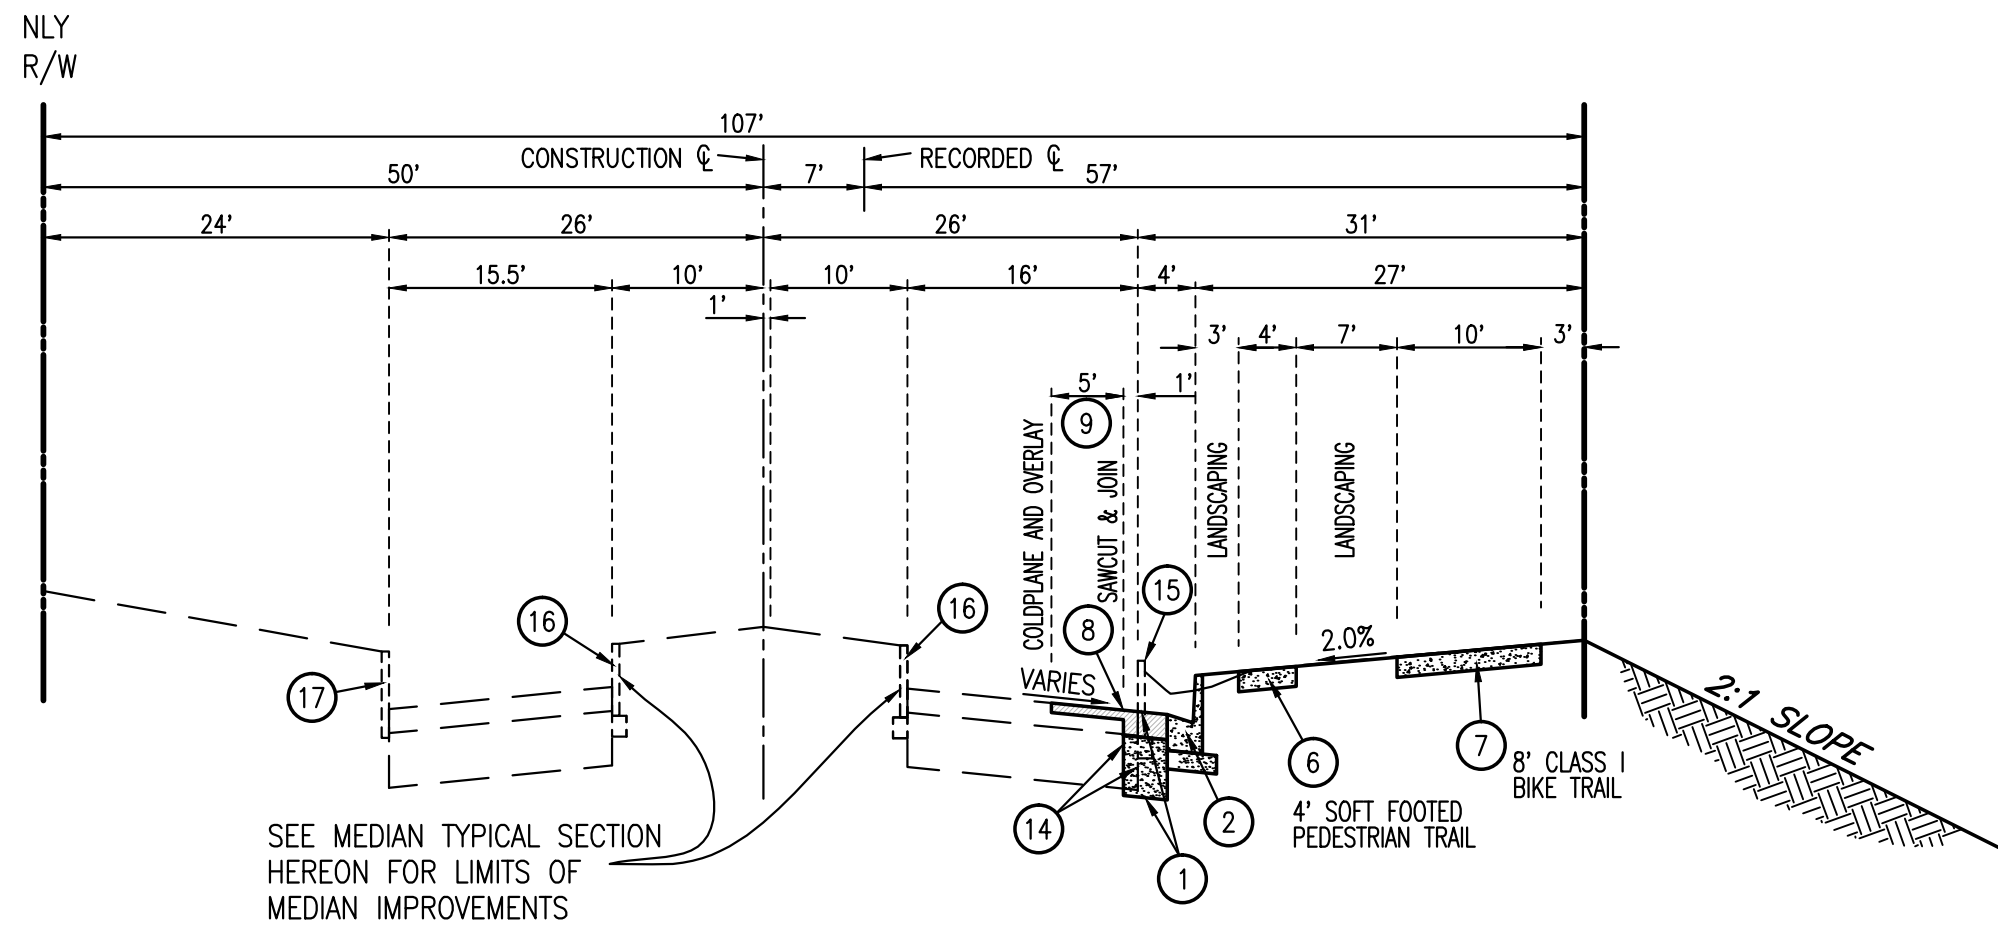 NLY
R/W
107'
CONSTRUCTION ℄
RECORDED ℄
50'
7'
57'
24'
26'
26'
31'
15.5'
10'
10'
16'
4'
27'
1'
3'
4'
7'
10'
3'
5'
1'
9
COLDPLANE AND OVERLAY
SAWCUT & JOIN
LANDSCAPING
LANDSCAPING
15
16
16
8
2.0%
17
VARIES
2:1 SLOPE
6
7
8' CLASS I
BIKE TRAIL
14
2
4' SOFT FOOTED
PEDESTRIAN TRAIL
1
SEE MEDIAN TYPICAL SECTION
HEREON FOR LIMITS OF
MEDIAN IMPROVEMENTS